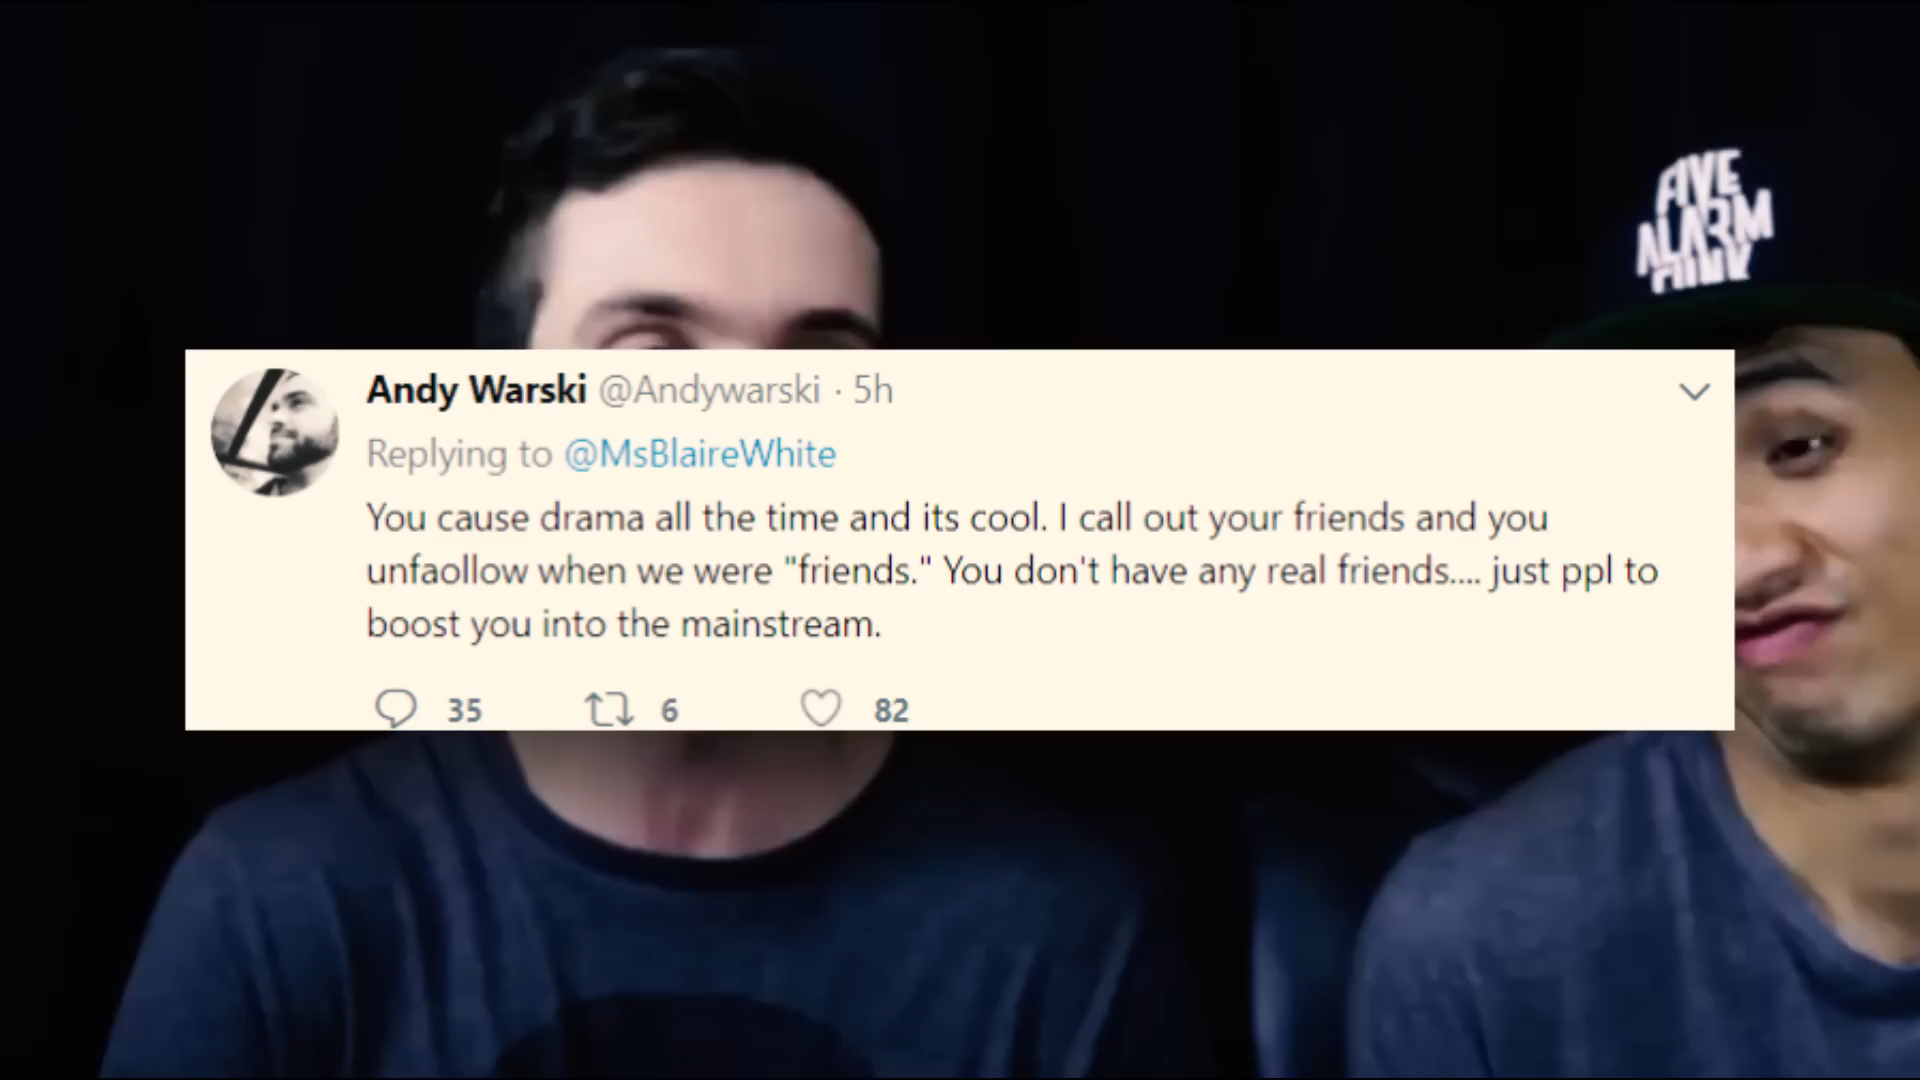 FIVE
ALARM
FUNK
Andy Warski @Andywarski · 5h
Replying to @MsBlaireWhite
You cause drama all the time and its cool. I call out your friends and you
unfaollow when we were "friends." You don't have any real friends.... just ppl to
boost you into the mainstream.
35 6 82